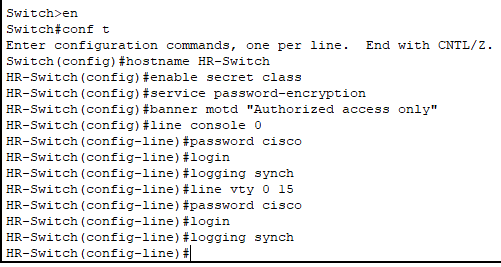 Switch>en
Switch#conf t
Enter configuration commands, one per line.  End with CNTL/Z.
Switch(config)#hostname HR-Switch
HR-Switch(config)#enable secret class
HR-Switch(config)#service password-encryption
HR-Switch(config)#banner motd "Authorized access only"
HR-Switch(config)#line console 0
HR-Switch(config-line)#password cisco
HR-Switch(config-line)#login
HR-Switch(config-line)#logging synch
HR-Switch(config-line)#line vty 0 15
HR-Switch(config-line)#password cisco
HR-Switch(config-line)#login
HR-Switch(config-line)#logging synch
HR-Switch(config-line)#